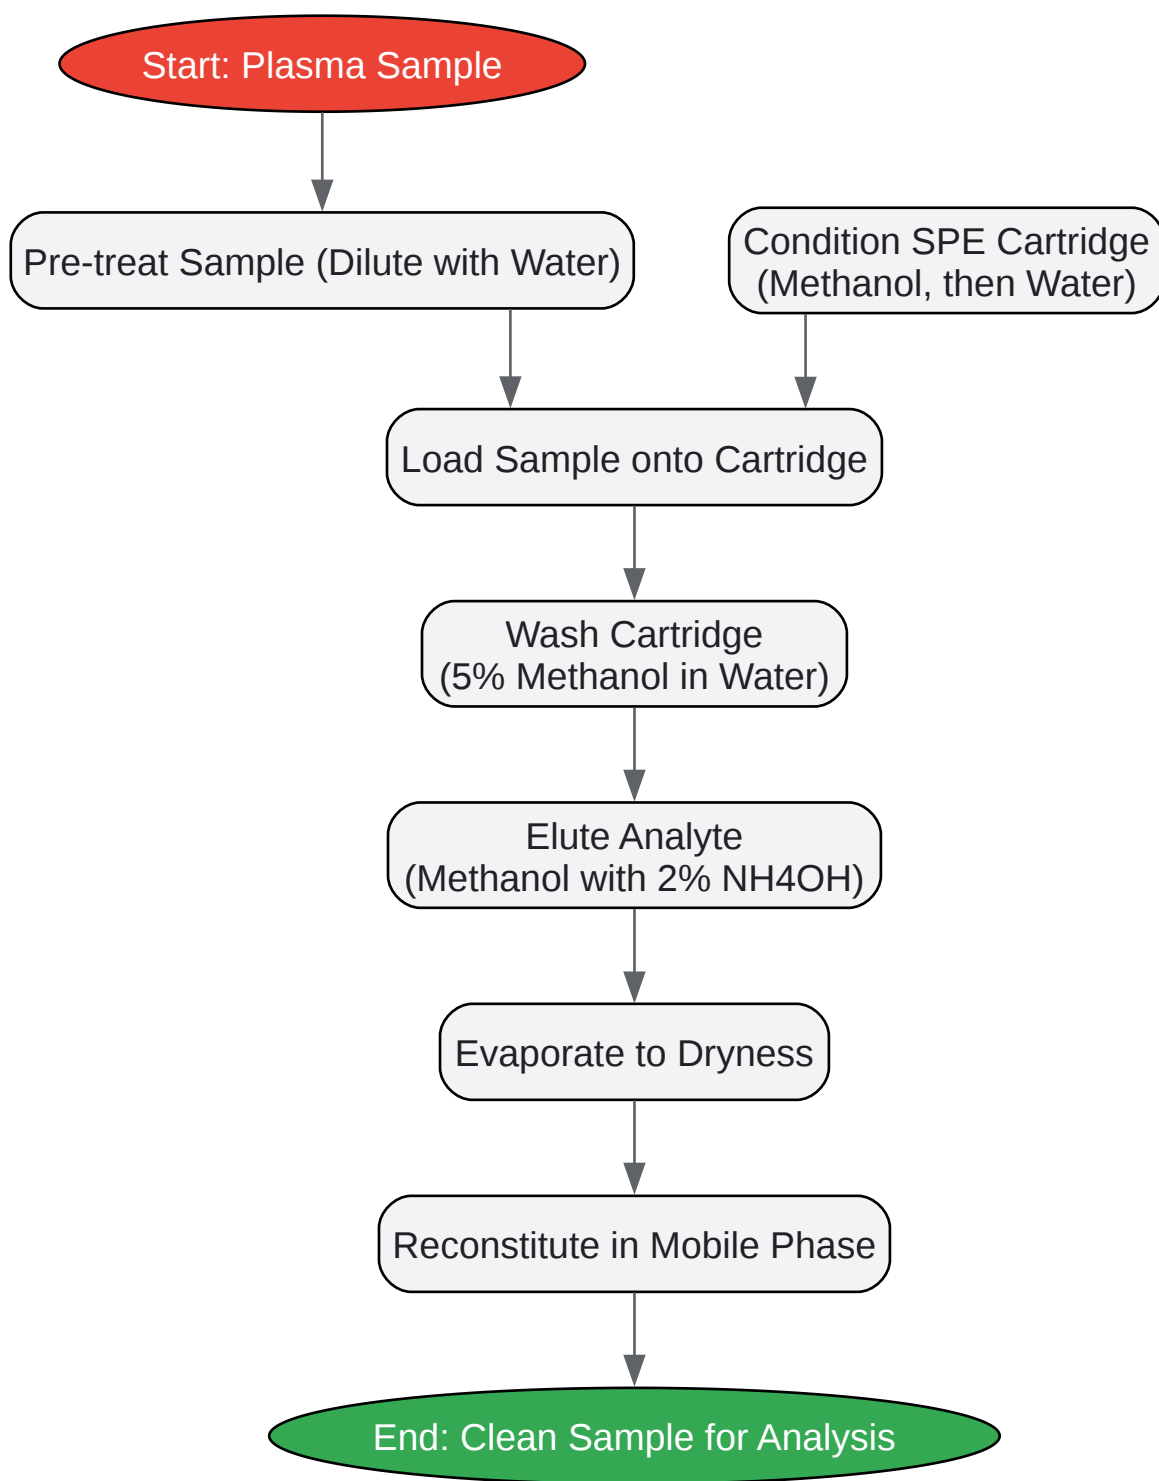 Start: Plasma Sample
Pre-treat Sample (Dilute with Water)
Condition SPE Cartridge
(Methanol, then Water)
Load Sample onto Cartridge
Wash Cartridge
(5% Methanol in Water)
Elute Analyte
(Methanol with 2% NH4OH)
Evaporate to Dryness
Reconstitute in Mobile Phase
End: Clean Sample for Analysis